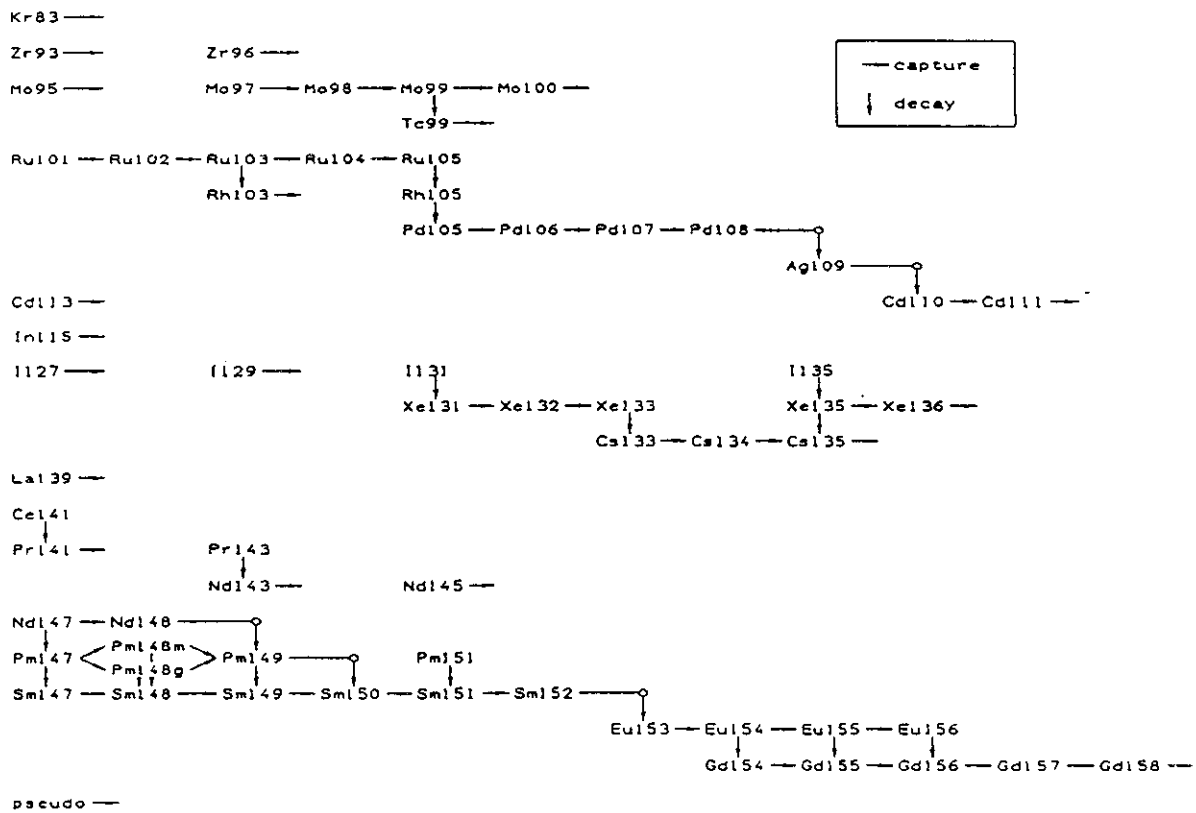 Kr83
Zr93 Zr96
capture
Mo95 Mo97 Mo98 Mo99 Mo100
decay
Tc99
Ru101 Ru102 Ru103 Ru104 Ru105
Rh103 Rh105
Pd105 Pd106 Pd107 Pd108
Ag109
Cd113 Cd110 Cd111
In115
I127 I129 I131 I135
Xe131 Xe132 Xe133 Xe135 Xe136
Cs133 Cs134 Cs135
La139
Ce141
Pr141 Pr143
Nd143 Nd145
Nd147 Nd148
Pm148m
Pm147 Pm149 Pm151
Pm148g
Sm147 Sm148 Sm149 Sm150 Sm151 Sm152
Eu153 Eu154 Eu155 Eu156
Gd154 Gd155 Gd156 Gd157 Gd158
pseudo